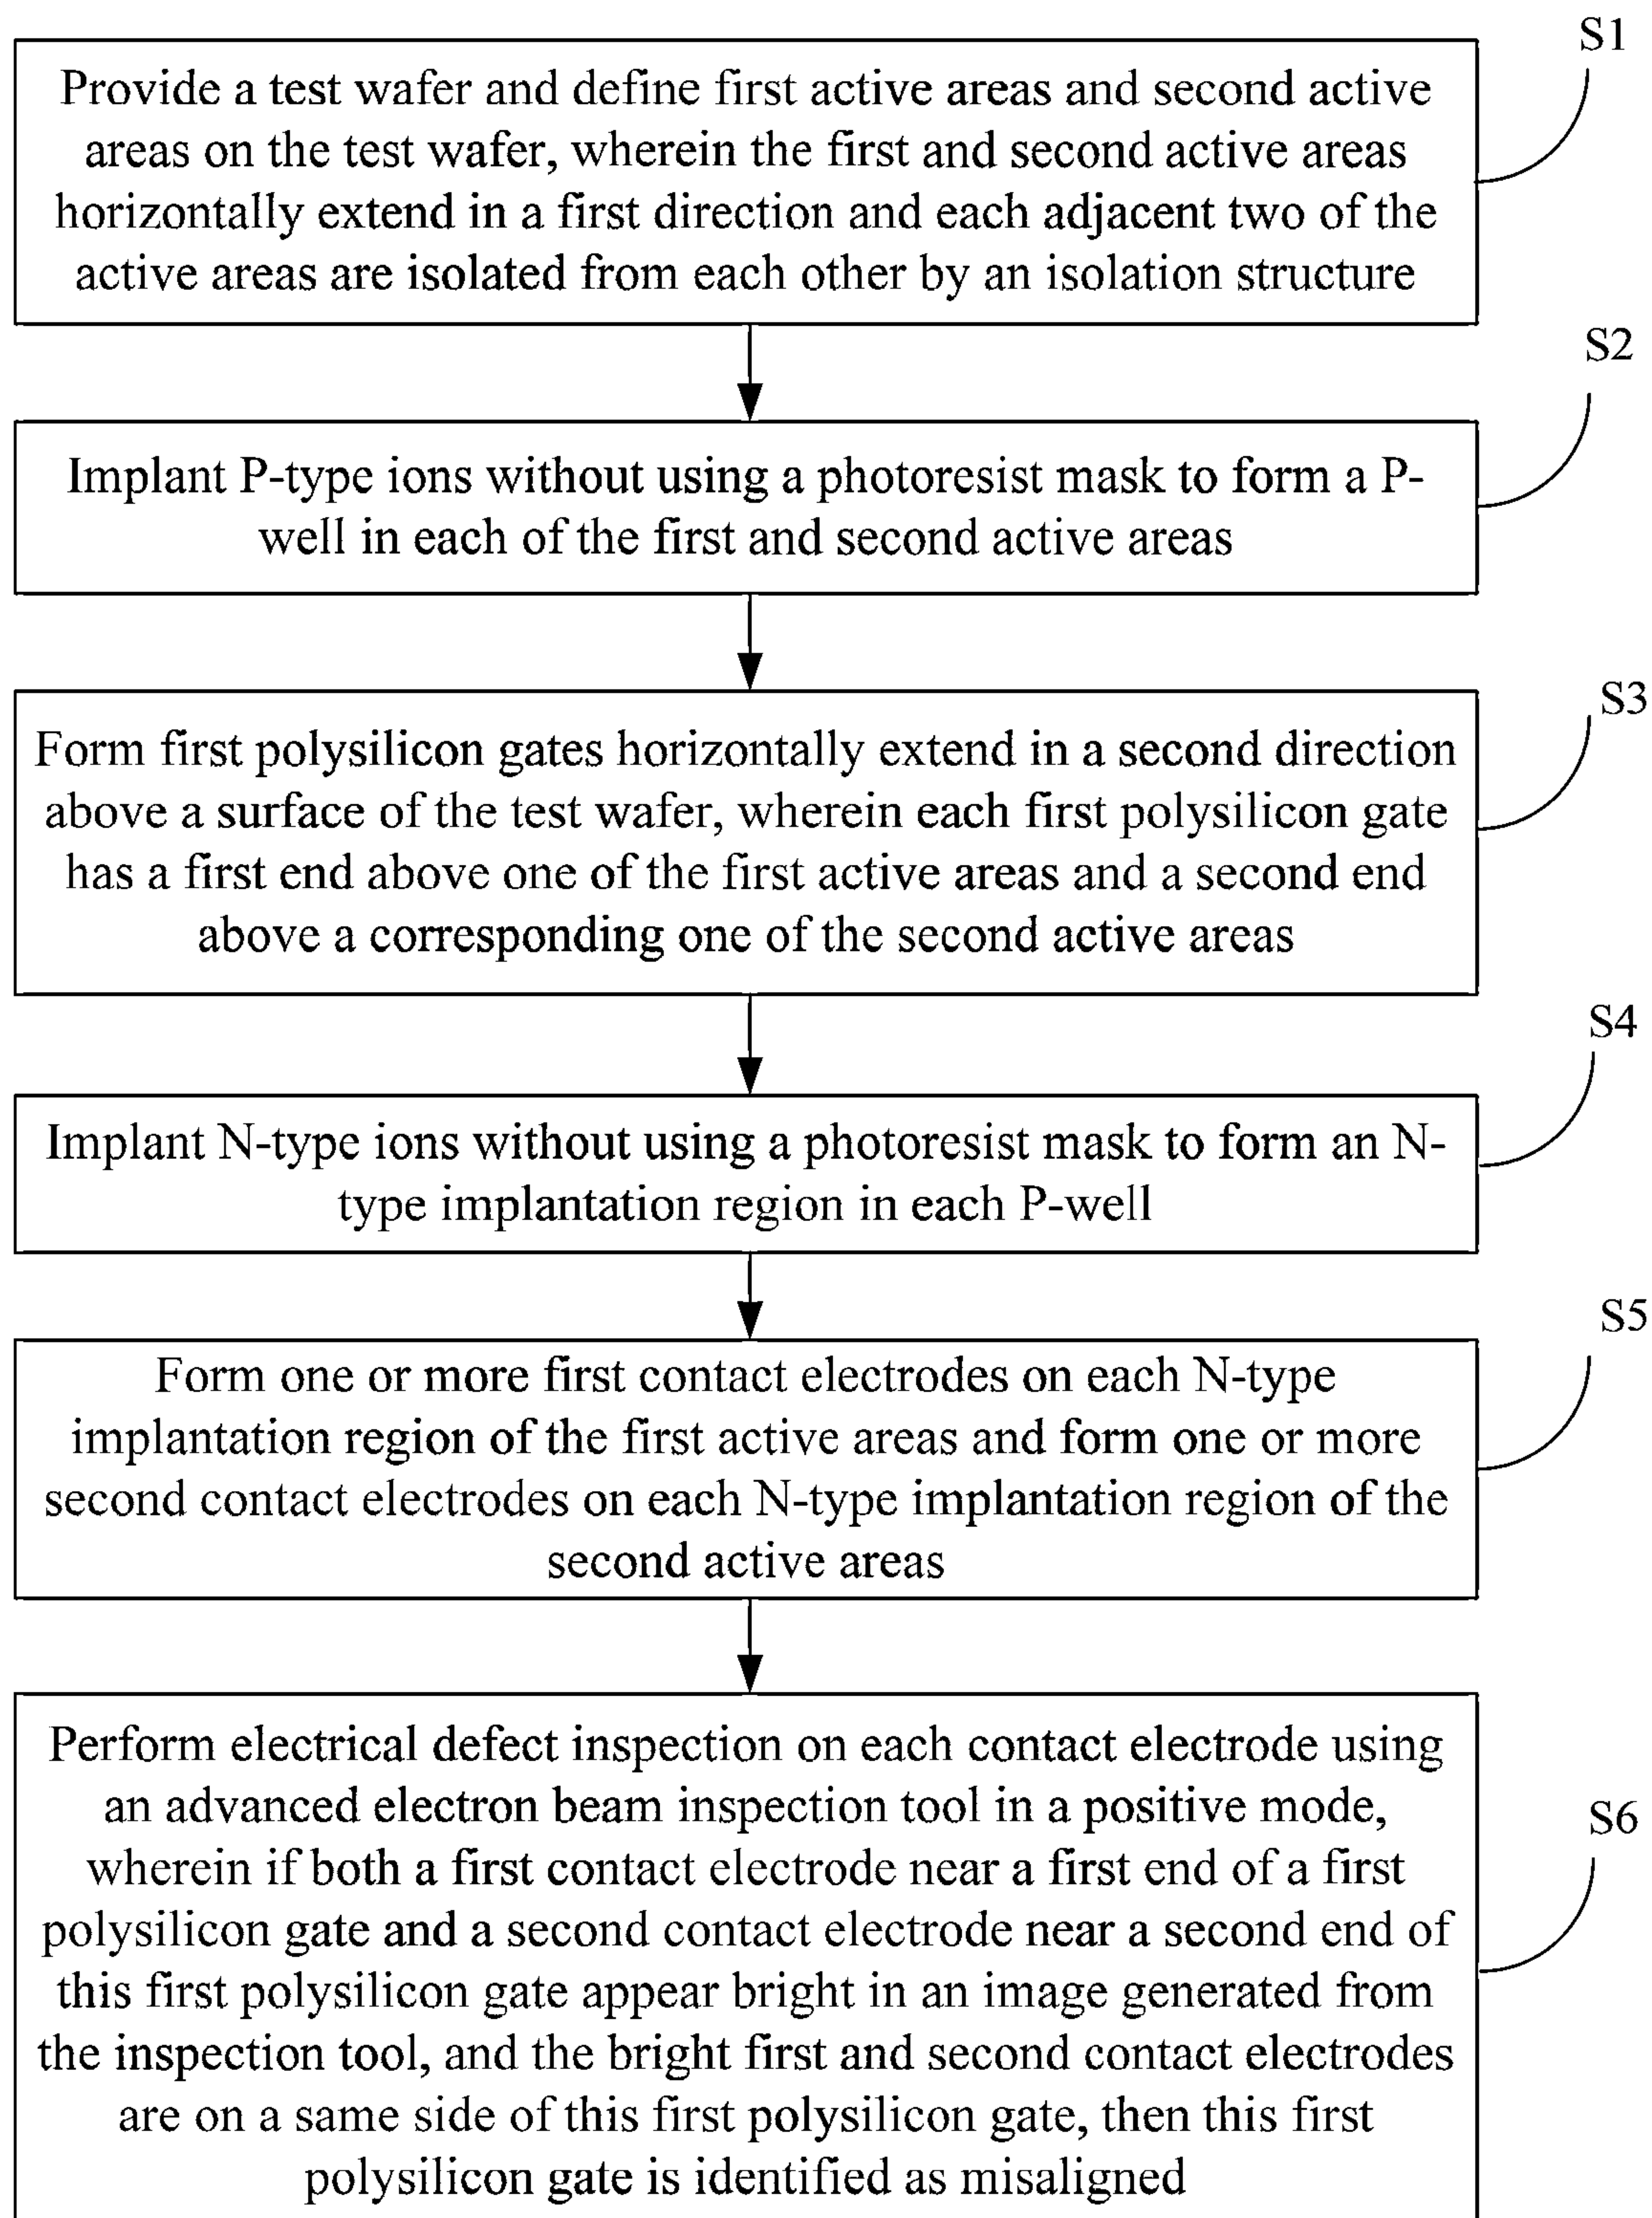 S1
Provide a test wafer and define first active areas and second active
areas on the test wafer, wherein the first and second active areas
horizontally extend in a first direction and each adjacent two of the
active areas are isolated from each other by an isolation structure
S2
Implant P-type ions without using a photoresist mask to form a P-
well in each of the first and second active areas
S3
Form first polysilicon gates horizontally extend in a second direction
above a surface of the test wafer, wherein each first polysilicon gate
has a first end above one of the first active areas and a second end
above a corresponding one of the second active areas
S4
Implant N-type ions without using a photoresist mask to form an N-
type implantation region in each P-well
S5
Form one or more first contact electrodes on each N-type
implantation region of the first active areas and form one or more
second contact electrodes on each N-type implantation region of the
second active areas
S6
Perform electrical defect inspection on each contact electrode using
an advanced electron beam inspection tool in a positive mode,
wherein if both a first contact electrode near a first end of a first
polysilicon gate and a second contact electrode near a second end of
this first polysilicon gate appear bright in an image generated from
the inspection tool, and the bright first and second contact electrodes
are on a same side of this first polysilicon gate, then this first
polysilicon gate is identified as misaligned